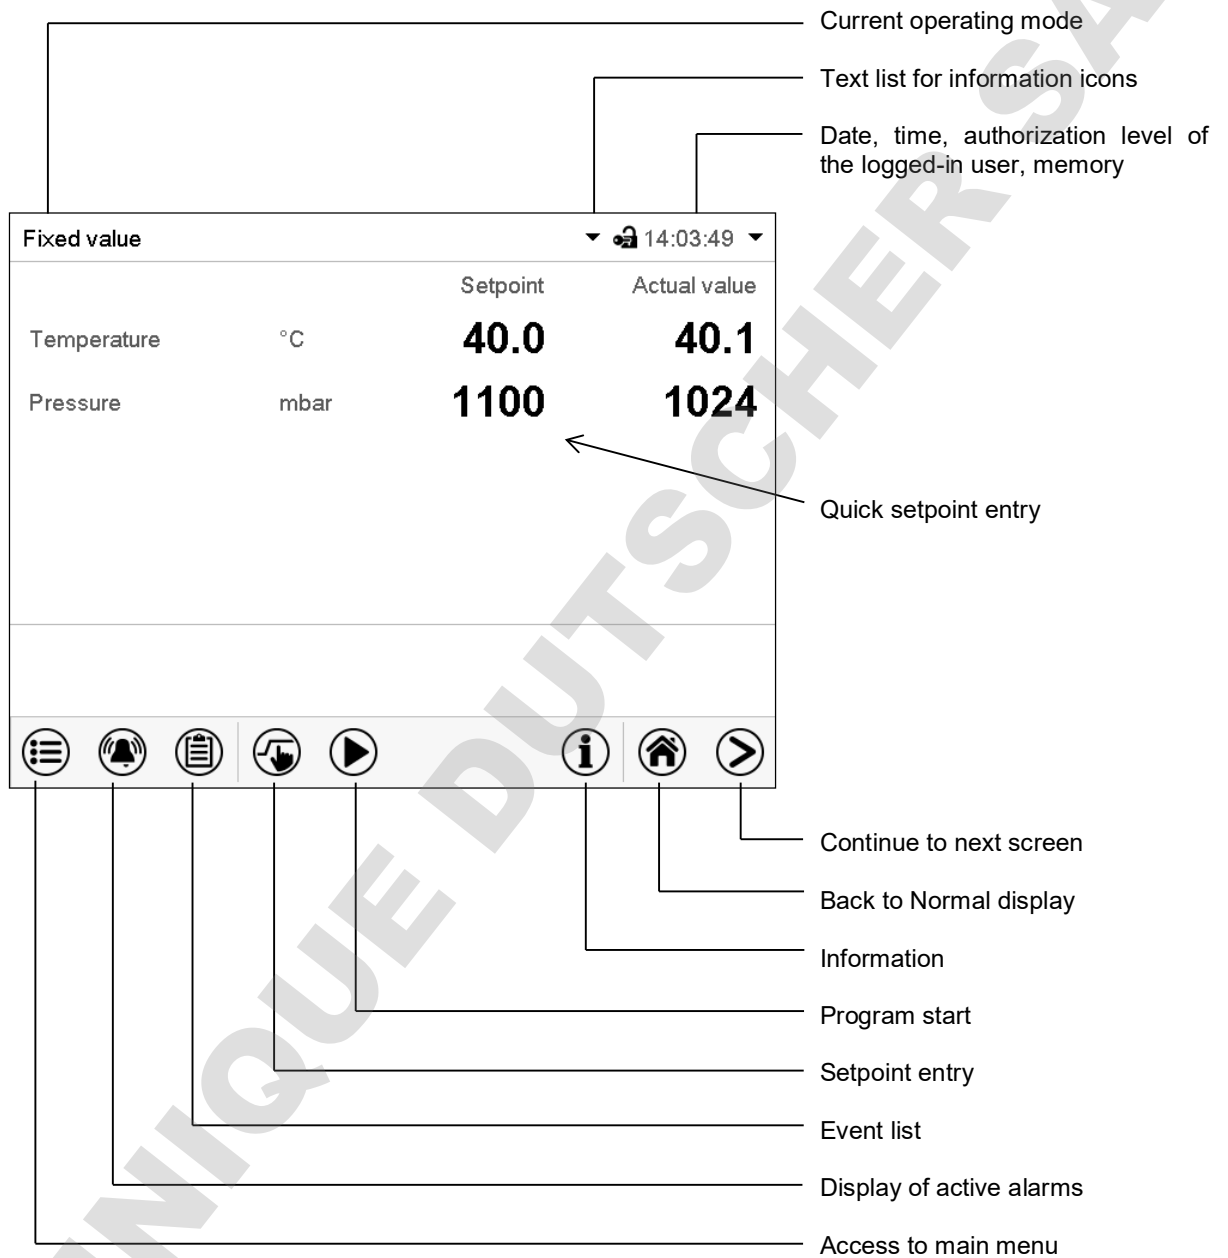 Current operating mode
Text list for information icons
Date, time, authorization level of
the logged-in user, memory
Fixed value
14:03:49
Setpoint Actual value
Temperature °C 40.0 40.1
Pressure mbar 1100 1024
Quick setpoint entry
Continue to next screen
Back to Normal display
Information
Program start
Setpoint entry
Event list
Display of active alarms
Access to main menu
NIQUE DUTSCHER SA